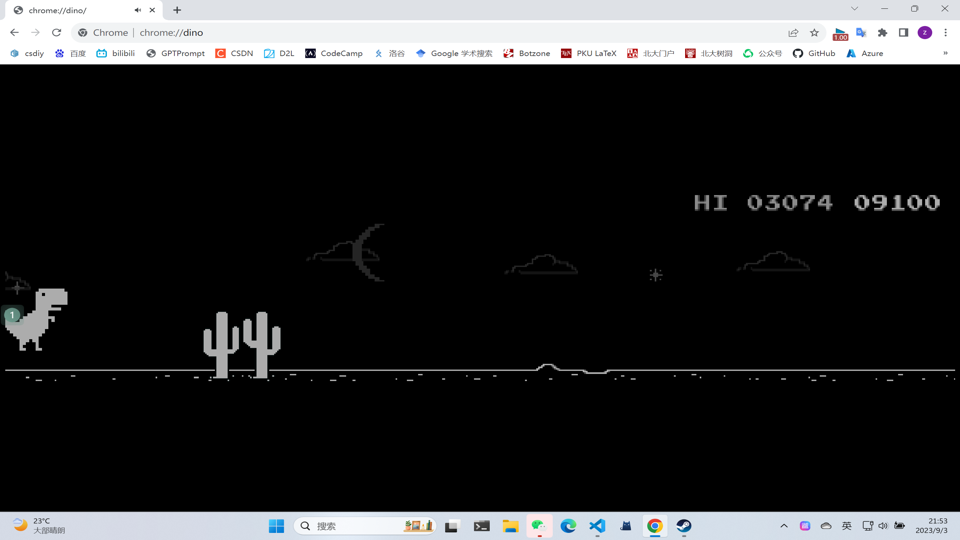 chrome://dino/
Chrome | chrome://dino
1.00
z
csdiy 百度 bilibili GPTPrompt CSDN D2L CodeCamp 洛谷 Google 学术搜索 Botzone PKU LaTeX 北大门户 北大树洞 公众号 GitHub Azure »
HI 03074 09100
1
23°C
大部晴朗
搜索
英
21:53
2023/9/3